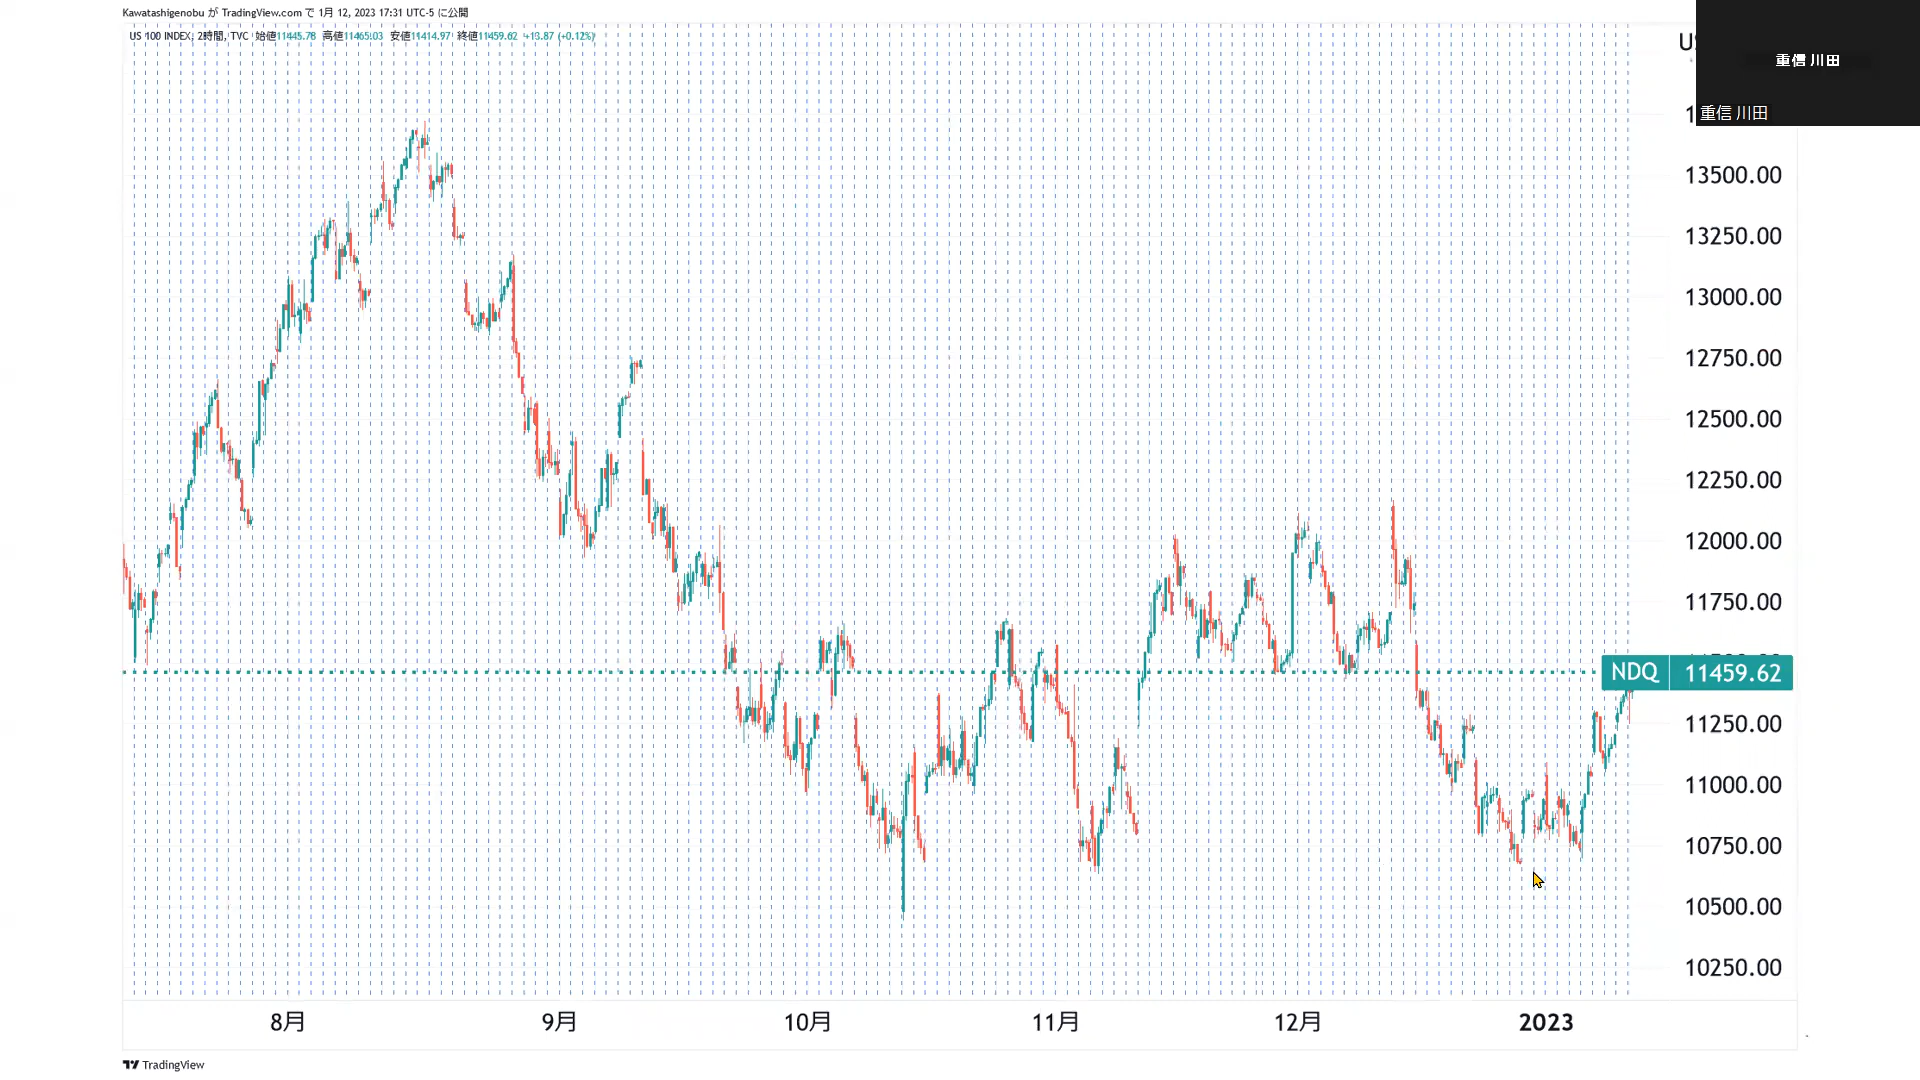 Kawatashigenobu が TradingView.com で 1月 12, 2023 17:31 UTC-5 に公開
US 100 INDEX, 2時間, TVC 始値11445.78 高値11465.03 安値11414.97 終値11459.62 +13.87 (+0.12%)
重信 川田
重信 川田
13500.00
13250.00
13000.00
12750.00
12500.00
12250.00
12000.00
11750.00
NDQ 11459.62
11250.00
11000.00
10750.00
10500.00
10250.00
8月 9月 10月 11月 12月 2023
TradingView